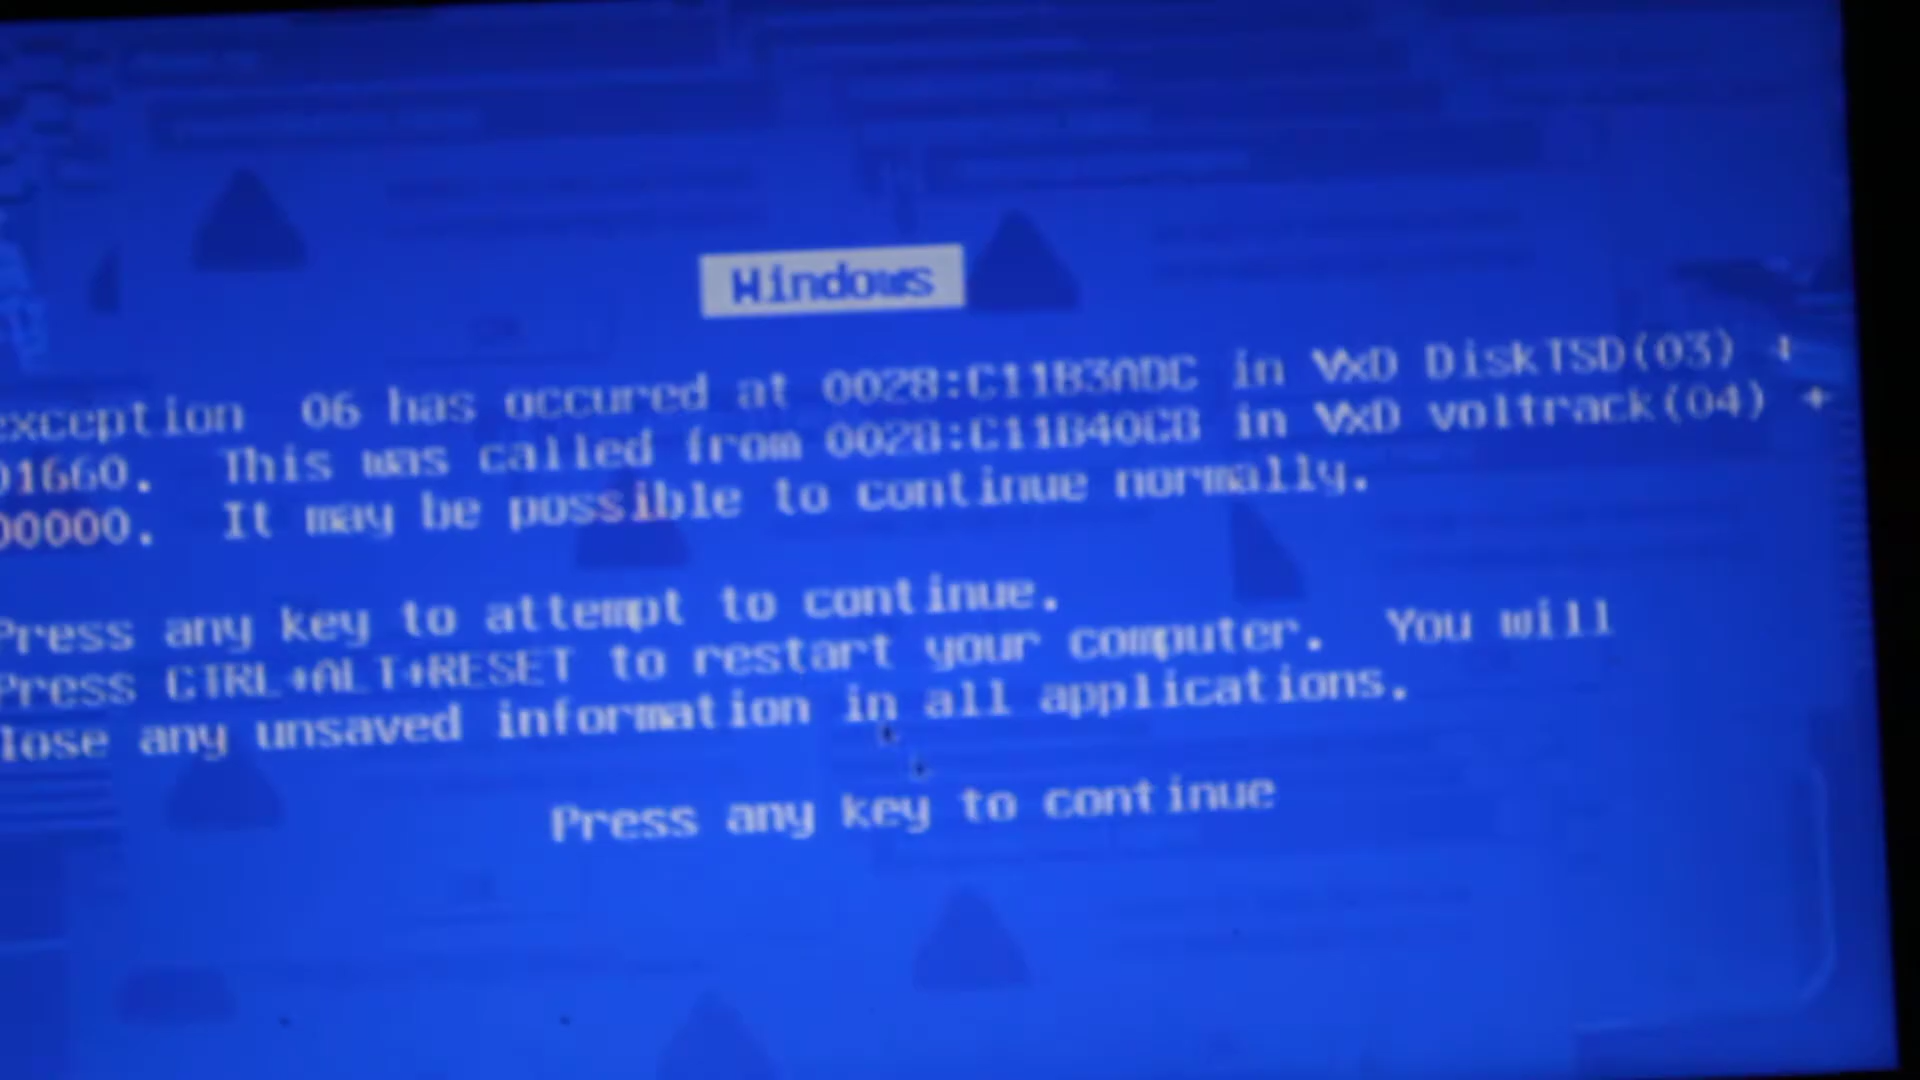 Windows
exception 06 has occured at 0028:C11B3ADC in VxD DiskTSD(03) +
01660. This was called from 0028:C11B40C8 in VxD voltrack(04) +
00000. It may be possible to continue normally.
Press any key to attempt to continue.
Press CTRL+ALT+RESET to restart your computer. You will
lose any unsaved information in all applications.
Press any key to continue